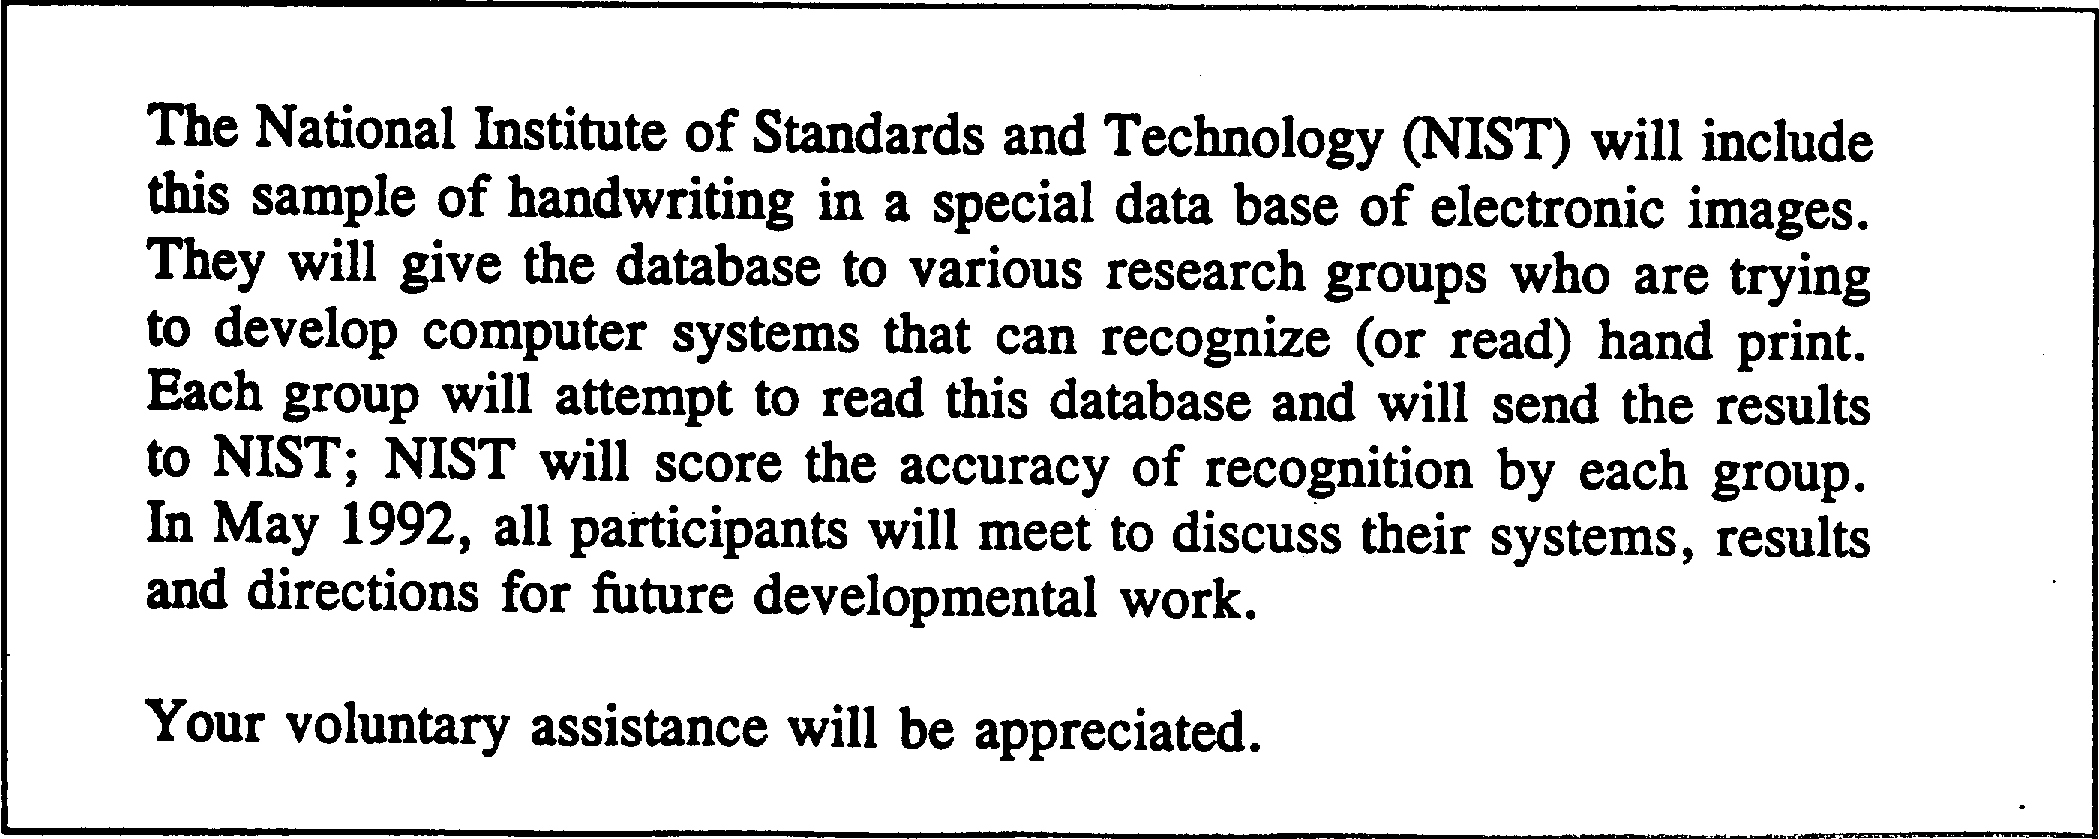 The National Institute of Standards and Technology (NIST) will include
this sample of handwriting in a special data base of electronic images.
They will give the database to various research groups who are trying
to develop computer systems that can recognize (or read) hand print.
Each group will attempt to read this database and will send the results
to NIST; NIST will score the accuracy of recognition by each group.
In May 1992, all participants will meet to discuss their systems, results
and directions for future developmental work.
Your voluntary assistance will be appreciated.